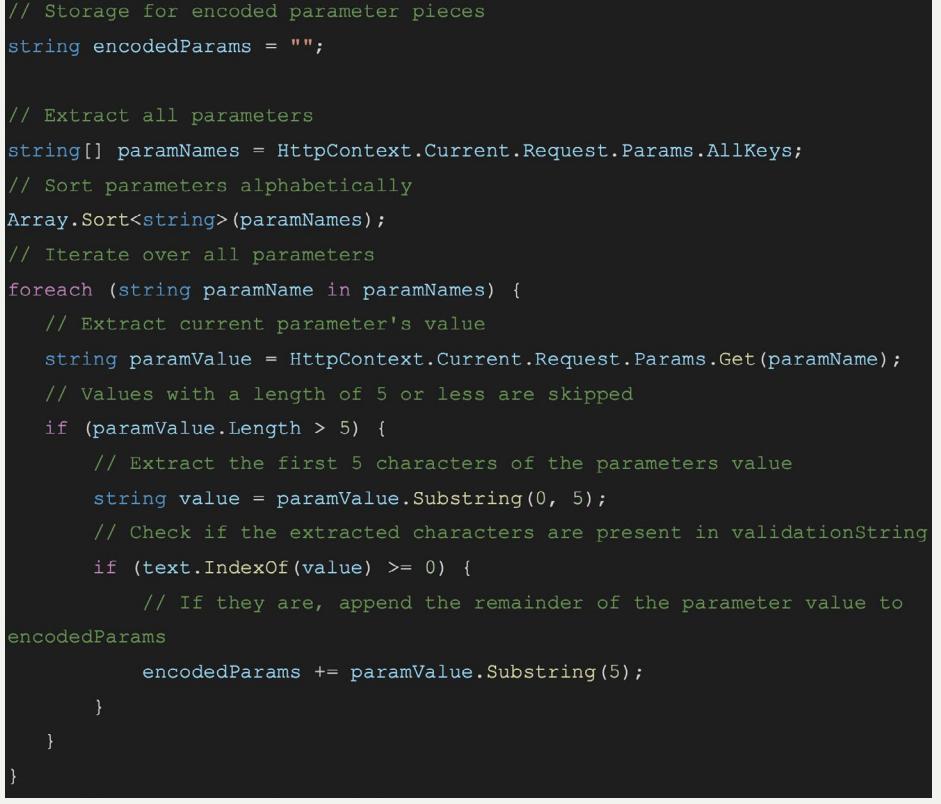 // Storage for encoded parameter pieces
string encodedParams = "";
// Extract all parameters
string[] paramNames = HttpContext.Current.Request.Params.AllKeys;
// Sort parameters alphabetically
Array.Sort<string>(paramNames);
// Iterate over all parameters
foreach (string paramName in paramNames) {
// Extract current parameter's value
string paramValue = HttpContext.Current.Request.Params.Get(paramName);
// Values with a length of 5 or less are skipped
if (paramValue.Length > 5) {
// Extract the first 5 characters of the parameters value
string value = paramValue.Substring(0, 5);
// Check if the extracted characters are present in validationString
if (text.IndexOf(value) >= 0) {
// If they are, append the remainder of the parameter value to
encodedParams
encodedParams += paramValue.Substring(5);
}
}
}